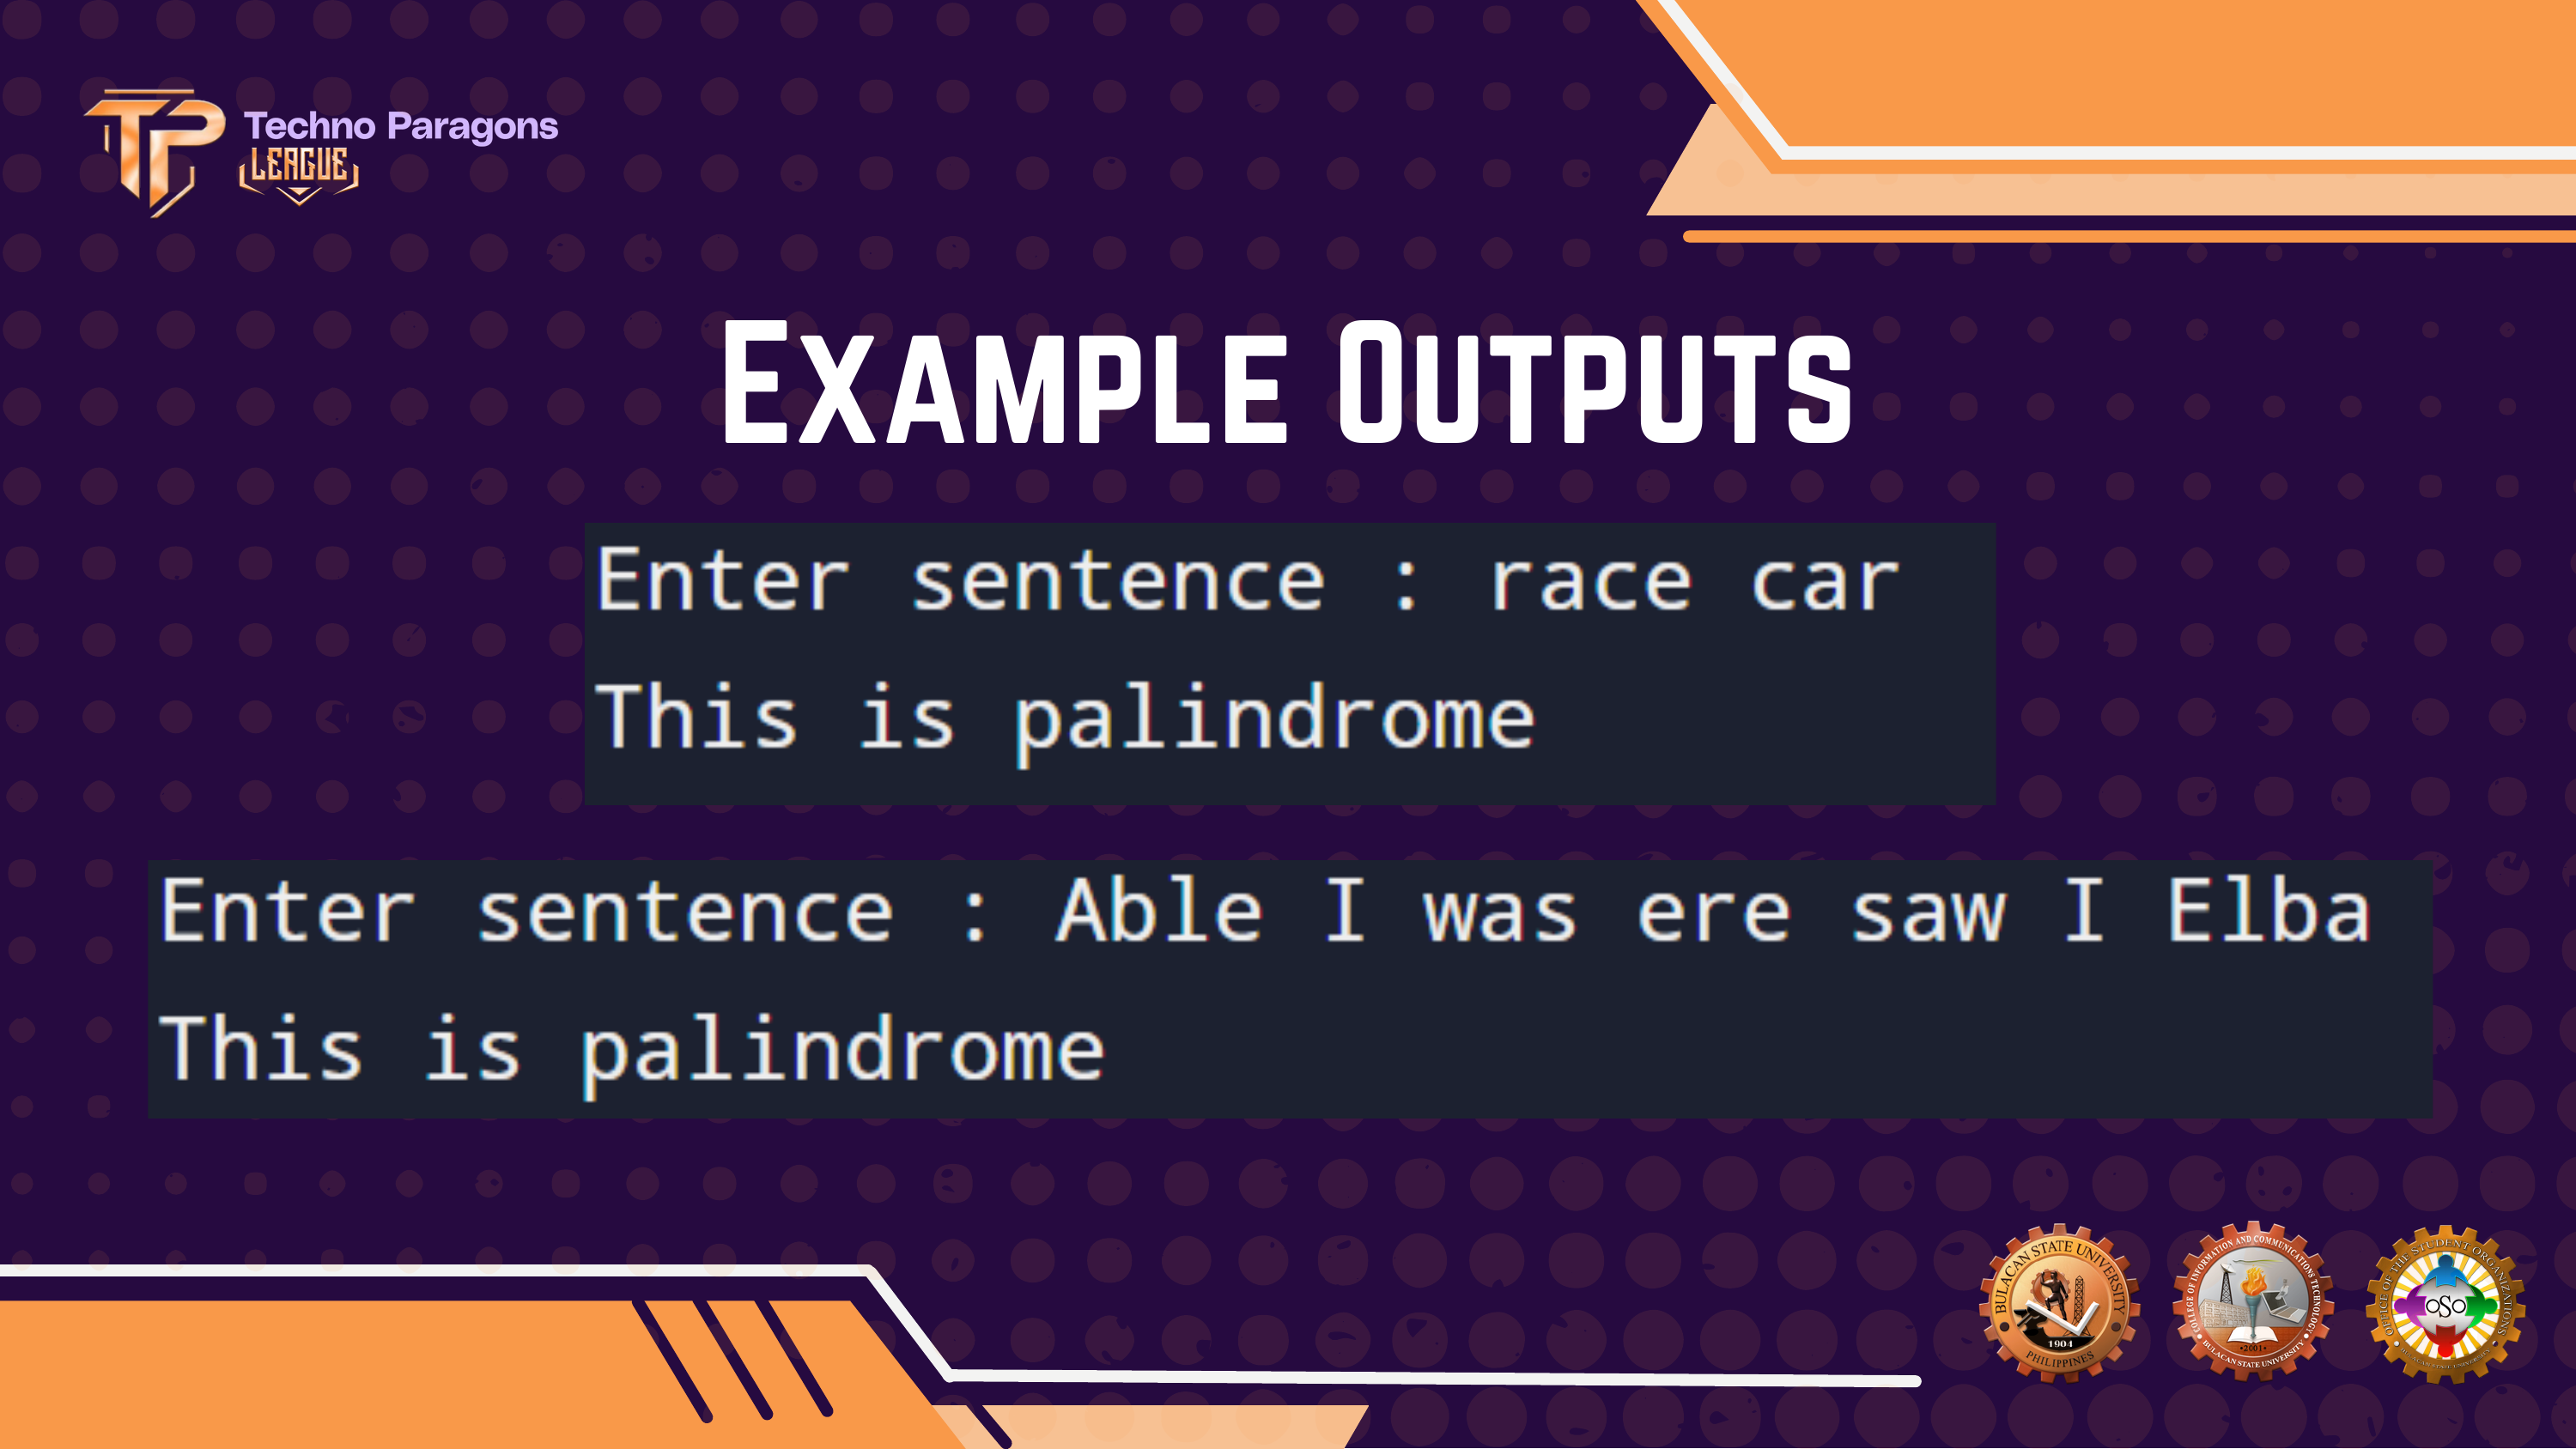 Techno Paragons
LEAGUE
EXAMPLE OUTPUTS
Enter sentence : race car
This is palindrome
Enter sentence : Able I was ere saw I Elba
This is palindrome
BULACAN STATE UNIVERSITY
1904
PHILIPPINES
COLLEGE OF INFORMATION AND COMMUNICATIONS TECHNOLOGY
•2001•
BULACAN STATE UNIVERSITY
OFFICE OF THE STUDENT ORGANIZATIONS
OSO
BULACAN STATE UNIVERSITY